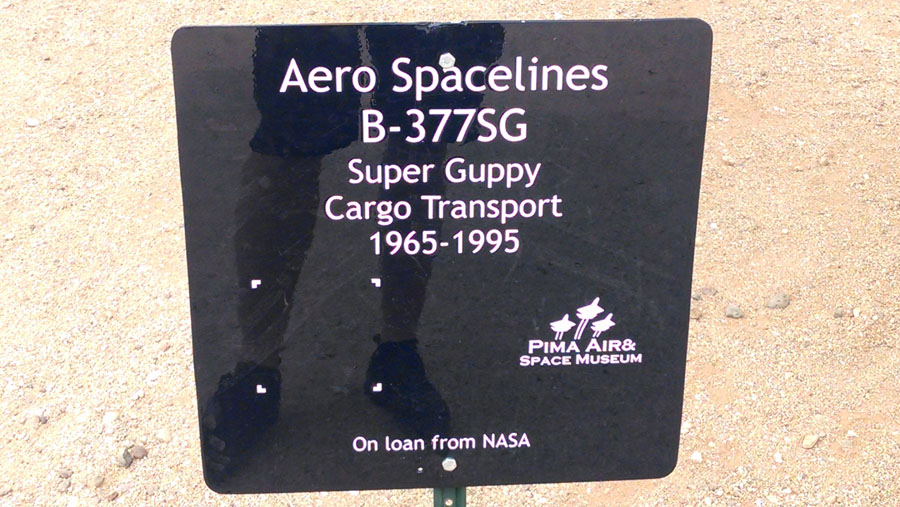 Aero Spacelines
B-377SG
Super Guppy
Cargo Transport
1965-1995
PIMA AIR&
SPACE MUSEUM
On loan from NASA